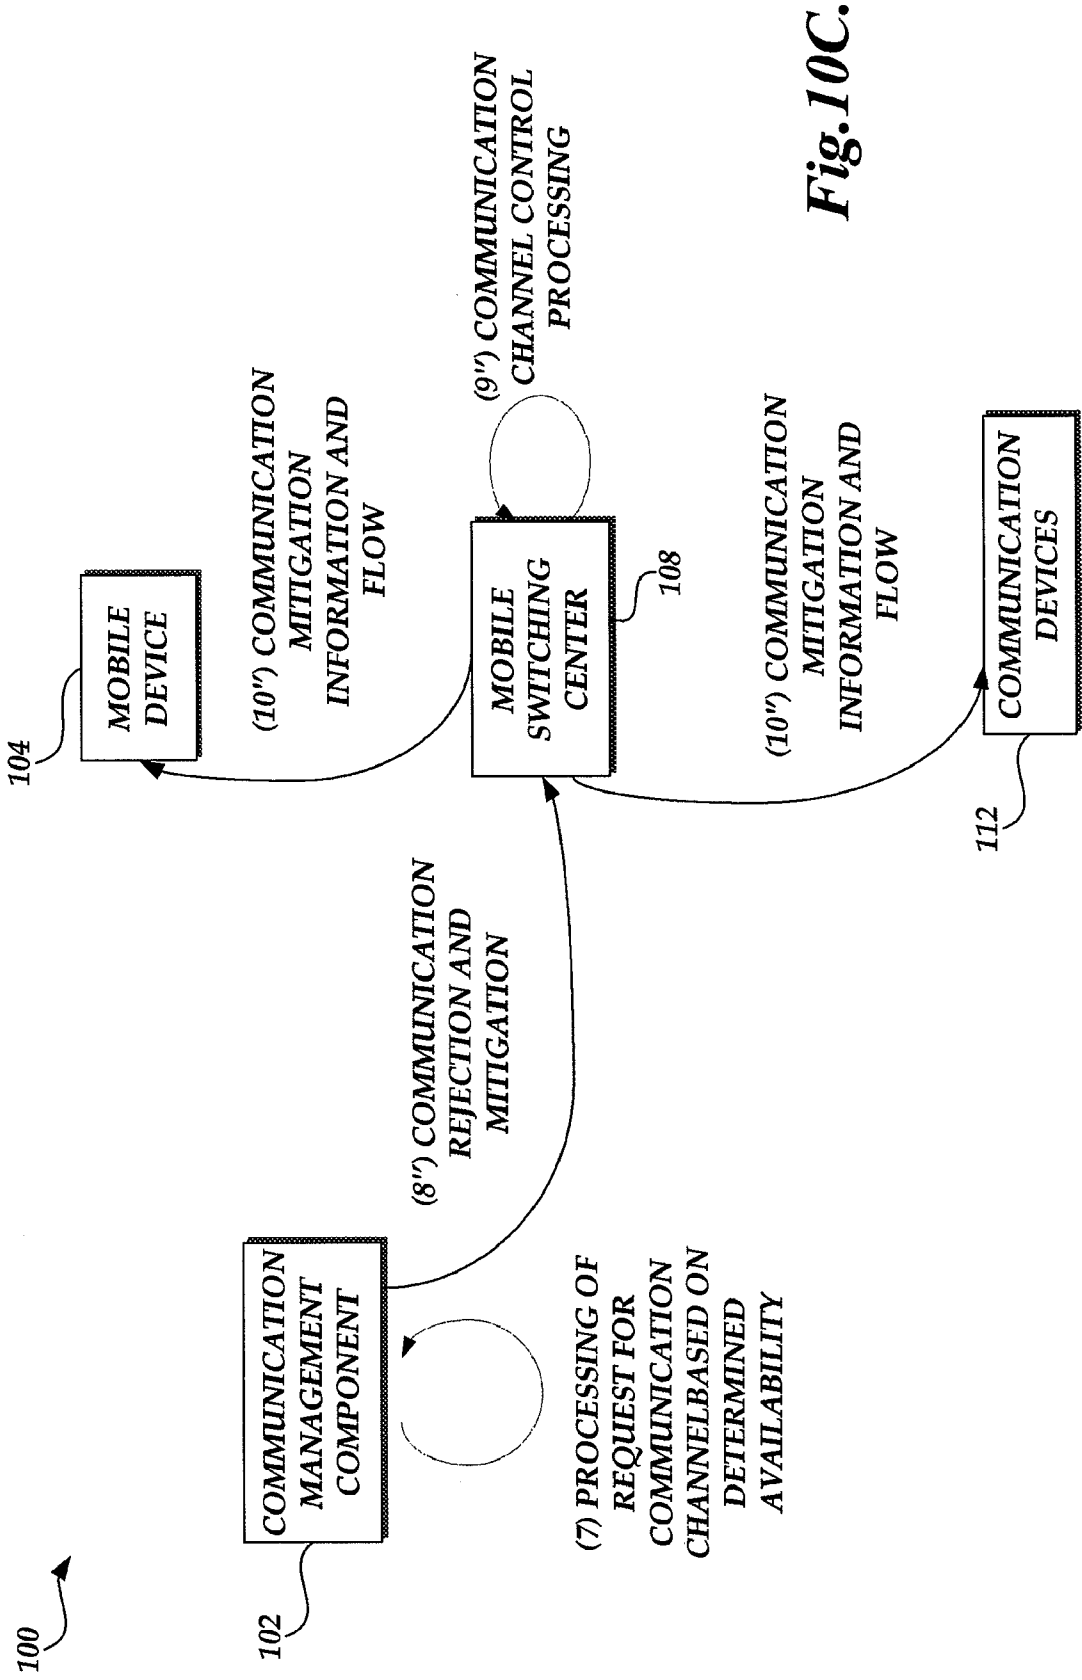 100
102
COMMUNICATION
MANAGEMENT
COMPONENT
(7) PROCESSING OF
REQUEST FOR
COMMUNICATION
CHANNELBASED ON
DETERMINED
AVAILABILITY
(8") COMMUNICATION
REJECTION AND
MITIGATION
104
MOBILE
DEVICE
(10") COMMUNICATION
MITIGATION
INFORMATION AND
FLOW
MOBILE
SWITCHING
CENTER
108
(9") COMMUNICATION
CHANNEL CONTROL
PROCESSING
(10") COMMUNICATION
MITIGATION
INFORMATION AND
FLOW
112
COMMUNICATION
DEVICES
Fig.10C.